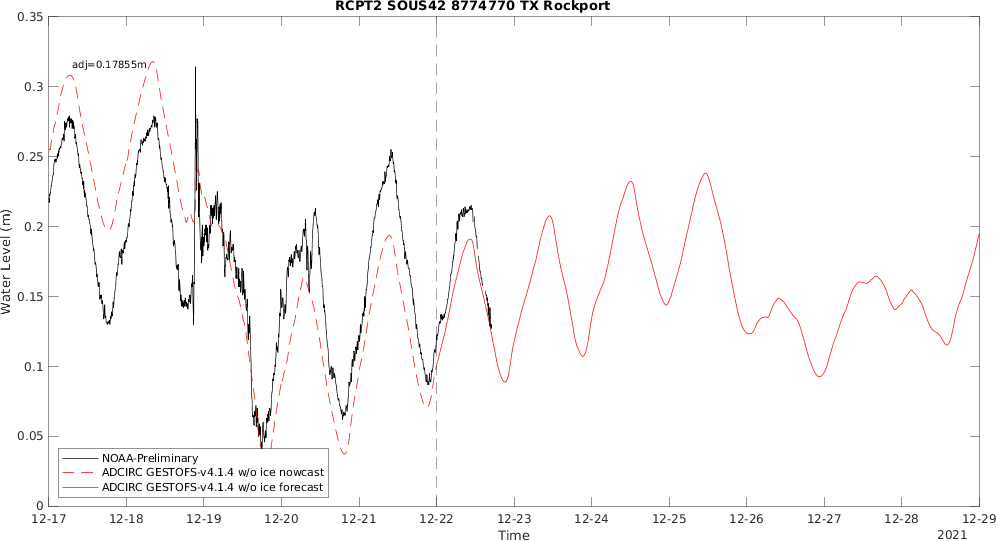 RCPT2 SOUS42 8774770 TX Rockport
0.35
0.3
0.25
0.2
0.15
0.1
0.05
0
Water Level (m)
adj=0.17855m
NOAA-Preliminary
ADCIRC GESTOFS-v4.1.4 w/o ice nowcast
ADCIRC GESTOFS-v4.1.4 w/o ice forecast
12-17 12-18 12-19 12-20 12-21 12-22 12-23 12-24 12-25 12-26 12-27 12-28 12-29
Time
2021